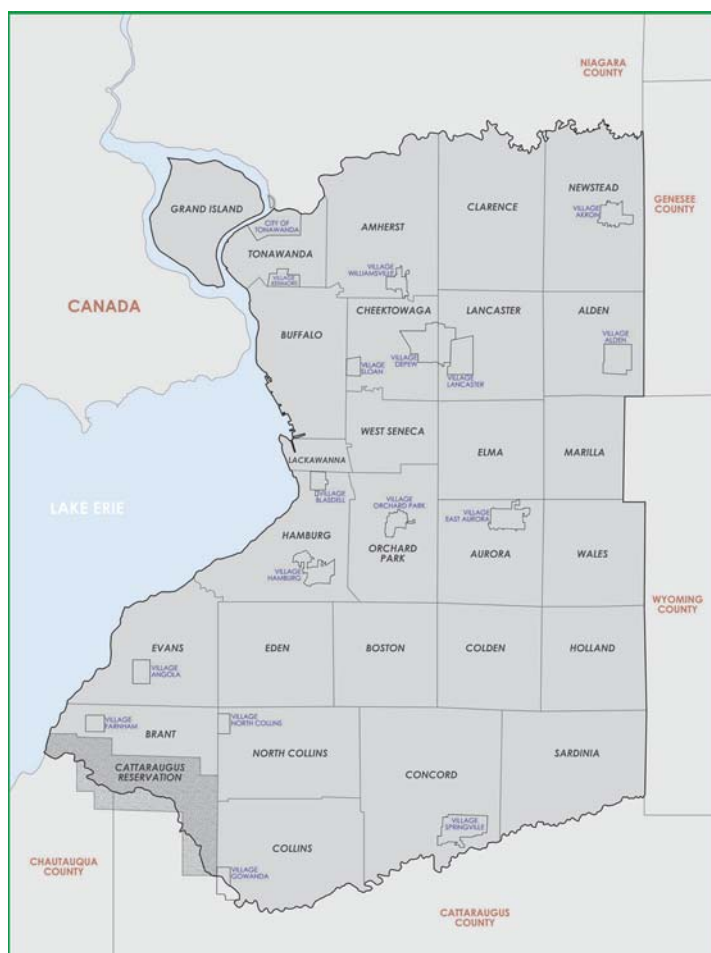 NIAGARA
COUNTY
NEWSTEAD
GENESEE
COUNTY
CLARENCE
GRAND ISLAND
VILLAGE
AKRON
CITY OF
TONAWANDA
AMHERST
TONAWANDA
VILLAGE
WILLIAMSVILLE
VILLAGE
KENMORE
CANADA
CHEEKTOWAGA
LANCASTER
ALDEN
BUFFALO
VILLAGE
ALDEN
VILLAGE
DEPEW
VILLAGE
SLOAN
VILLAGE
LANCASTER
WEST SENECA
ELMA
MARILLA
LACKAWANNA
VILLAGE
BLASDELL
VILLAGE
ORCHARD PARK
LAKE ERIE
VILLAGE
EAST AURORA
HAMBURG
ORCHARD
PARK
AURORA
WALES
VILLAGE
HAMBURG
WYOMING
COUNTY
EVANS
EDEN
BOSTON
COLDEN
HOLLAND
VILLAGE
ANGOLA
VILLAGE
FARNHAM
VILLAGE
NORTH COLLINS
BRANT
NORTH COLLINS
SARDINIA
CATTARAUGUS
RESERVATION
CONCORD
VILLAGE
SPRINGVILLE
COLLINS
CHAUTAUQUA
COUNTY
VILLAGE
GOWANDA
CATTARAUGUS
COUNTY